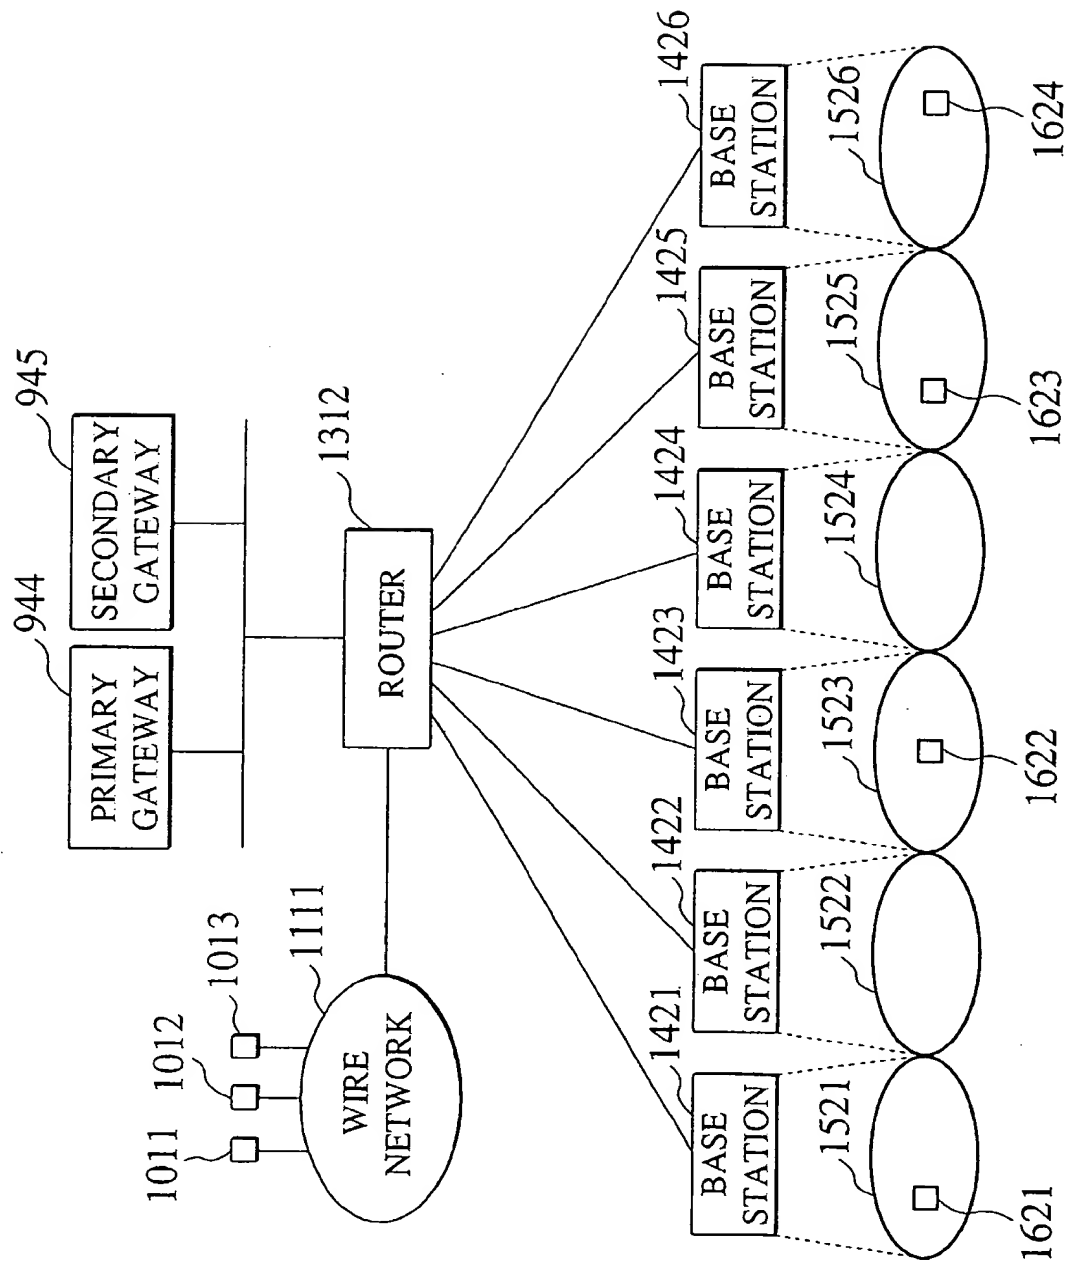 PRIMARY
GATEWAY
944
SECONDARY
GATEWAY
945
1011
1012
1013
1111
WIRE
NETWORK
ROUTER
1312
1421
BASE
STATION
1422
BASE
STATION
1423
BASE
STATION
1424
BASE
STATION
1425
BASE
STATION
1426
BASE
STATION
1521
1522
1523
1524
1525
1526
1621
1622
1623
1624